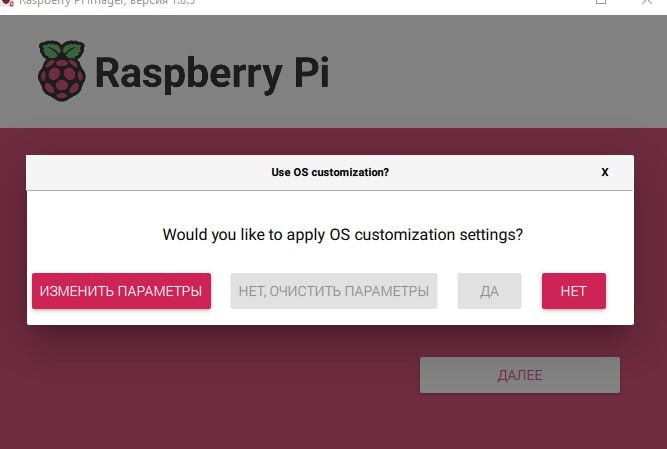 Raspberry Pi Imager, версия 1.8.5
Raspberry Pi
Use OS customization?
X
Would you like to apply OS customization settings?
ИЗМЕНИТЬ ПАРАМЕТРЫ
НЕТ, ОЧИСТИТЬ ПАРАМЕТРЫ
ДА
НЕТ
ДАЛЕЕ